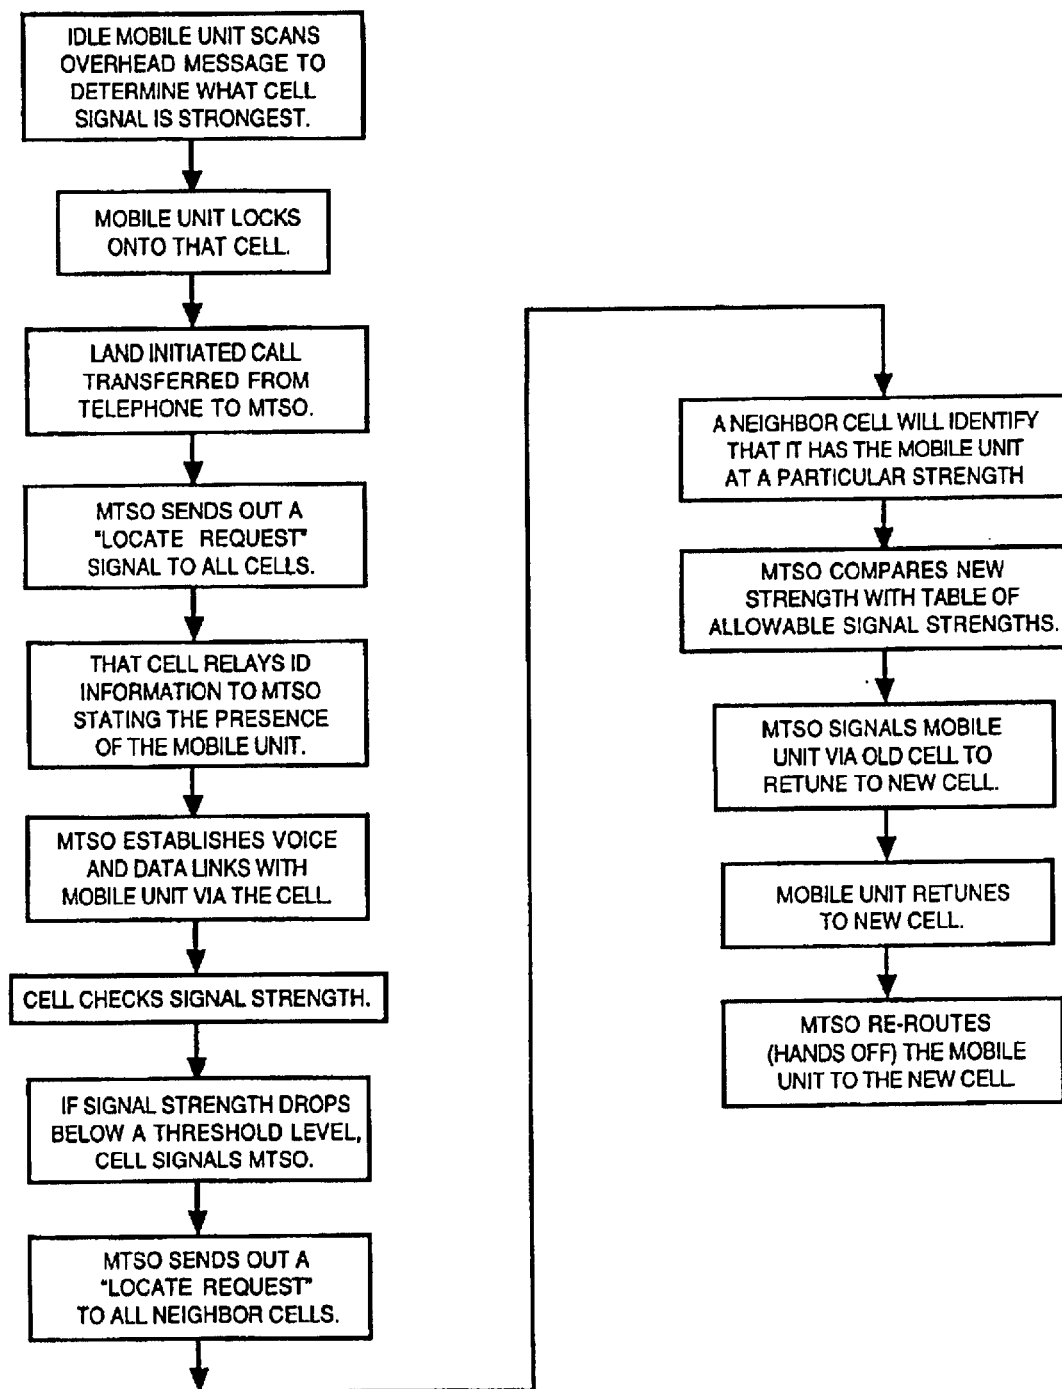 IDLE MOBILE UNIT SCANS
OVERHEAD MESSAGE TO
DETERMINE WHAT CELL
SIGNAL IS STRONGEST.
MOBILE UNIT LOCKS
ONTO THAT CELL.
LAND INITIATED CALL
TRANSFERRED FROM
TELEPHONE TO MTSO.
MTSO SENDS OUT A
"LOCATE REQUEST"
SIGNAL TO ALL CELLS.
THAT CELL RELAYS ID
INFORMATION TO MTSO
STATING THE PRESENCE
OF THE MOBILE UNIT.
MTSO ESTABLISHES VOICE
AND DATA LINKS WITH
MOBILE UNIT VIA THE CELL.
CELL CHECKS SIGNAL STRENGTH.
IF SIGNAL STRENGTH DROPS
BELOW A THRESHOLD LEVEL,
CELL SIGNALS MTSO.
MTSO SENDS OUT A
"LOCATE REQUEST"
TO ALL NEIGHBOR CELLS.
A NEIGHBOR CELL WILL IDENTIFY
THAT IT HAS THE MOBILE UNIT
AT A PARTICULAR STRENGTH
MTSO COMPARES NEW
STRENGTH WITH TABLE OF
ALLOWABLE SIGNAL STRENGTHS.
MTSO SIGNALS MOBILE
UNIT VIA OLD CELL TO
RETUNE TO NEW CELL.
MOBILE UNIT RETUNES
TO NEW CELL.
MTSO RE-ROUTES
(HANDS OFF) THE MOBILE
UNIT TO THE NEW CELL